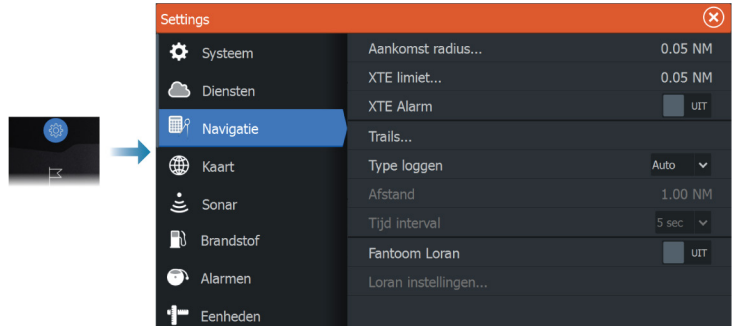 Settings
Systeem
Diensten
Navigatie
Kaart
Sonar
Brandstof
Alarmen
Eenheden
Aankomst radius... 0.05 NM
XTE limiet... 0.05 NM
XTE Alarm UIT
Trails...
Type loggen Auto
Afstand 1.00 NM
Tijd interval 5 sec
Fantoom Loran UIT
Loran instellingen...